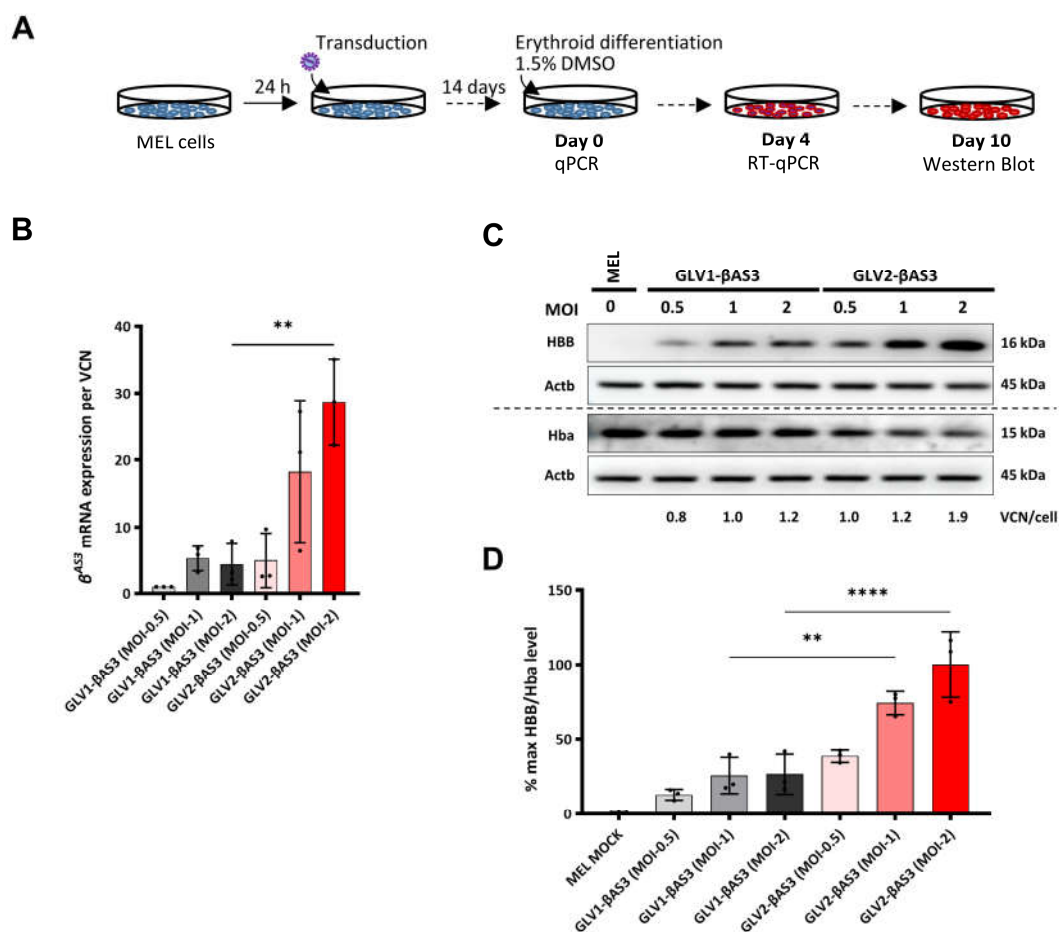 A
Transduction
Erythroid differentiation
1.5% DMSO
24 h
14 days
MEL cells
Day 0
qPCR
Day 4
RT-qPCR
Day 10
Western Blot
B
β^AS3 mRNA expression per VCN
40
30
20
10
0
**
GLV1-βAS3 (MOI-0.5)
GLV1-βAS3 (MOI-1)
GLV1-βAS3 (MOI-2)
GLV2-βAS3 (MOI-0.5)
GLV2-βAS3 (MOI-1)
GLV2-βAS3 (MOI-2)
C
MEL GLV1-βAS3 GLV2-βAS3
MOI 0 0.5 1 2 0.5 1 2
HBB 16 kDa
Actb 45 kDa
Hba 15 kDa
Actb 45 kDa
0.8 1.0 1.2 1.0 1.2 1.9 VCN/cell
D
% max HBB/Hba level
150
100
50
0
****
**
MEL MOCK
GLV1-βAS3 (MOI-0.5)
GLV1-βAS3 (MOI-1)
GLV1-βAS3 (MOI-2)
GLV2-βAS3 (MOI-0.5)
GLV2-βAS3 (MOI-1)
GLV2-βAS3 (MOI-2)